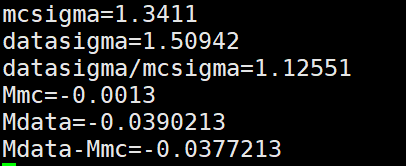 mcsigma=1.3411
datasigma=1.50942
datasigma/mcsigma=1.12551
Mmc=-0.0013
Mdata=-0.0390213
Mdata-Mmc=-0.0377213